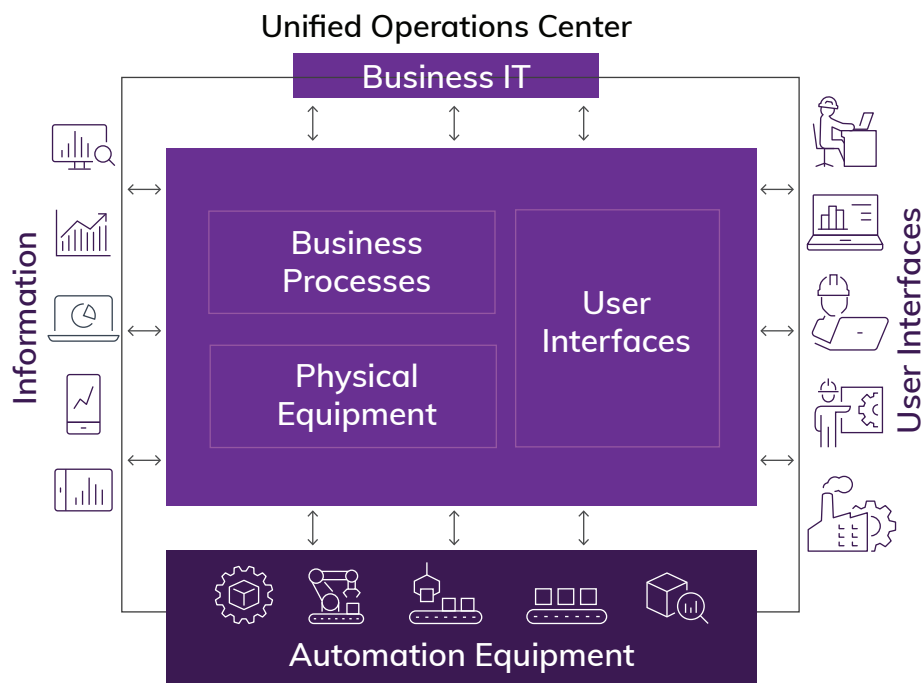 Unified Operations Center
Business IT
Information
Business
Processes
Physical
Equipment
User
Interfaces
User Interfaces
Automation Equipment